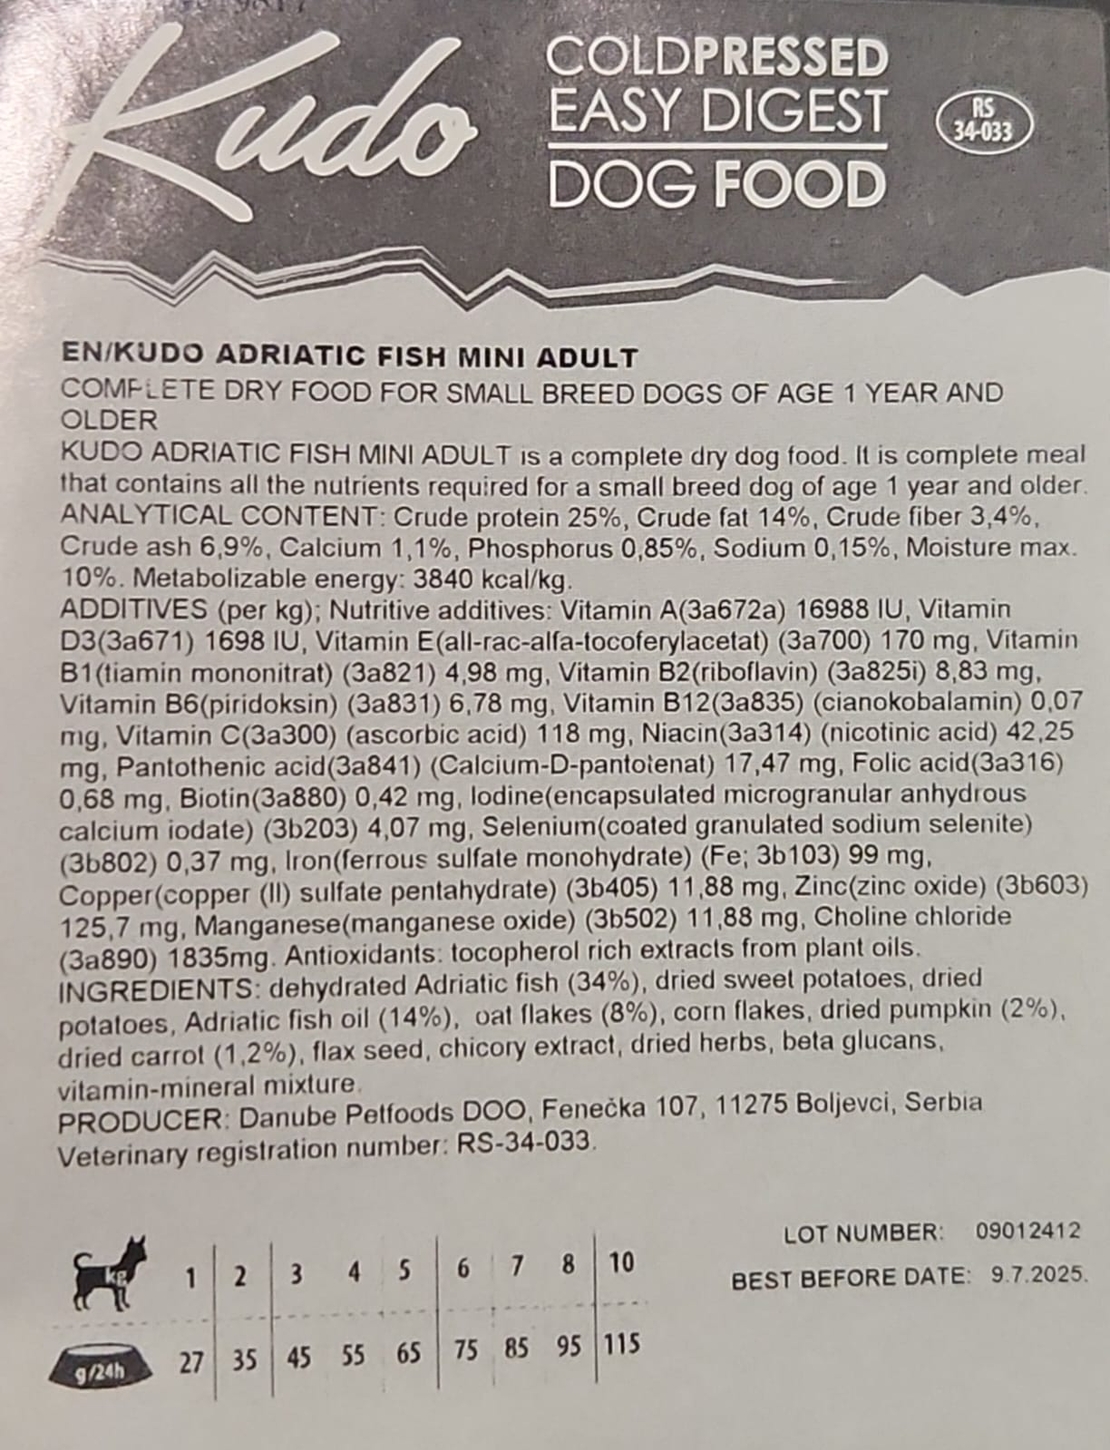 Kudo
COLDPRESSED
EASY DIGEST
DOG FOOD
RS
34-033
EN/KUDO ADRIATIC FISH MINI ADULT
COMPLETE DRY FOOD FOR SMALL BREED DOGS OF AGE 1 YEAR AND
OLDER
KUDO ADRIATIC FISH MINI ADULT is a complete dry dog food. It is complete meal
that contains all the nutrients required for a small breed dog of age 1 year and older.
ANALYTICAL CONTENT: Crude protein 25%, Crude fat 14%, Crude fiber 3,4%,
Crude ash 6,9%, Calcium 1,1%, Phosphorus 0,85%, Sodium 0,15%, Moisture max.
10%. Metabolizable energy: 3840 kcal/kg.
ADDITIVES (per kg); Nutritive additives: Vitamin A(3a672a) 16988 IU, Vitamin
D3(3a671) 1698 IU, Vitamin E(all-rac-alfa-tocoferylacetat) (3a700) 170 mg, Vitamin
B1(tiamin mononitrat) (3a821) 4,98 mg, Vitamin B2(riboflavin) (3a825i) 8,83 mg,
Vitamin B6(piridoksin) (3a831) 6,78 mg, Vitamin B12(3a835) (cianokobalamin) 0,07
mg, Vitamin C(3a300) (ascorbic acid) 118 mg, Niacin(3a314) (nicotinic acid) 42,25
mg, Pantothenic acid(3a841) (Calcium-D-pantotenat) 17,47 mg, Folic acid(3a316)
0,68 mg, Biotin(3a880) 0,42 mg, Iodine(encapsulated microgranular anhydrous
calcium iodate) (3b203) 4,07 mg, Selenium(coated granulated sodium selenite)
(3b802) 0,37 mg, Iron(ferrous sulfate monohydrate) (Fe; 3b103) 99 mg,
Copper(copper (II) sulfate pentahydrate) (3b405) 11,88 mg, Zinc(zinc oxide) (3b603)
125,7 mg, Manganese(manganese oxide) (3b502) 11,88 mg, Choline chloride
(3a890) 1835mg. Antioxidants: tocopherol rich extracts from plant oils.
INGREDIENTS: dehydrated Adriatic fish (34%), dried sweet potatoes, dried
potatoes, Adriatic fish oil (14%), oat flakes (8%), corn flakes, dried pumpkin (2%),
dried carrot (1,2%), flax seed, chicory extract, dried herbs, beta glucans,
vitamin-mineral mixture.
PRODUCER: Danube Petfoods DOO, Fenečka 107, 11275 Boljevci, Serbia
Veterinary registration number: RS-34-033.
kg 1 2 3 4 5 6 7 8 10
g/24h 27 35 45 55 65 75 85 95 115
LOT NUMBER: 09012412
BEST BEFORE DATE: 9.7.2025.